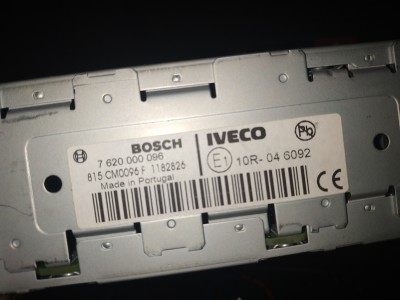 BOSCH
7 620 000 096
815 CM0096 F 1182826
Made in Portugal
IVECO
Pb
E1 10R-04 6092
CE